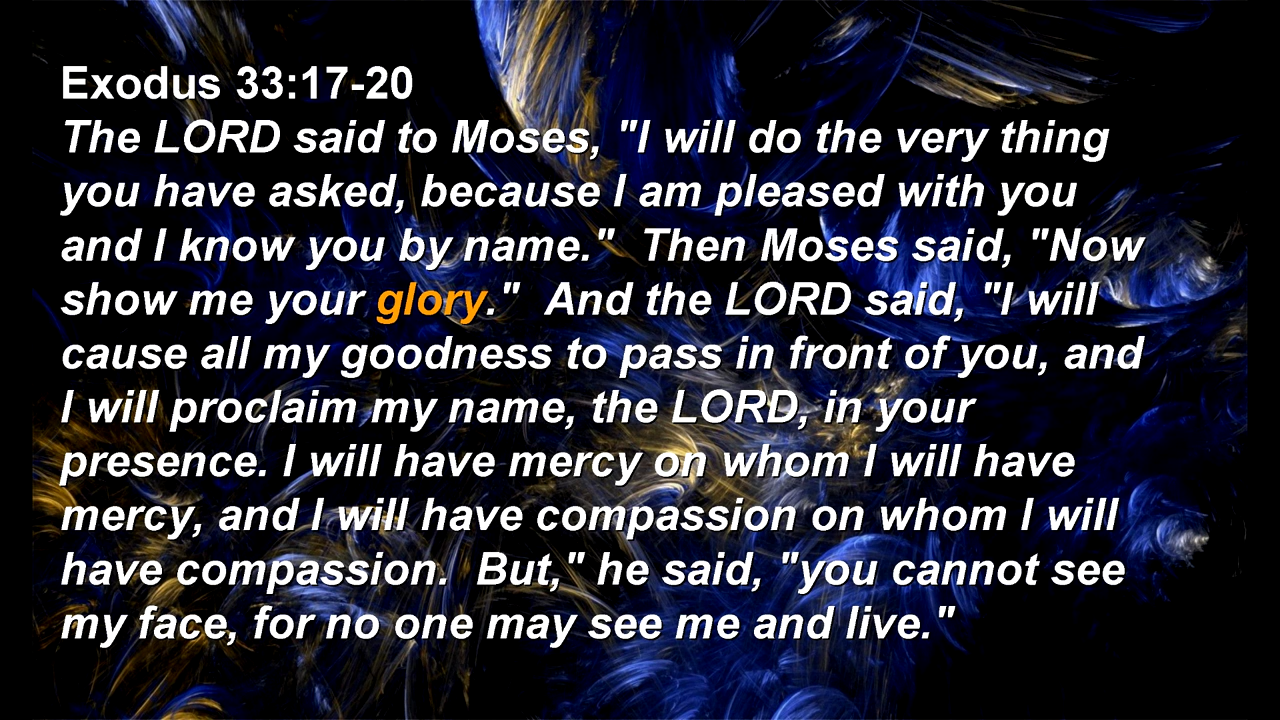 Exodus 33:17-20
The LORD said to Moses, "I will do the very thing
you have asked, because I am pleased with you
and I know you by name."  Then Moses said, "Now
show me your glory."  And the LORD said, "I will
cause all my goodness to pass in front of you, and
I will proclaim my name, the LORD, in your
presence. I will have mercy on whom I will have
mercy, and I will have compassion on whom I will
have compassion.  But," he said, "you cannot see
my face, for no one may see me and live."